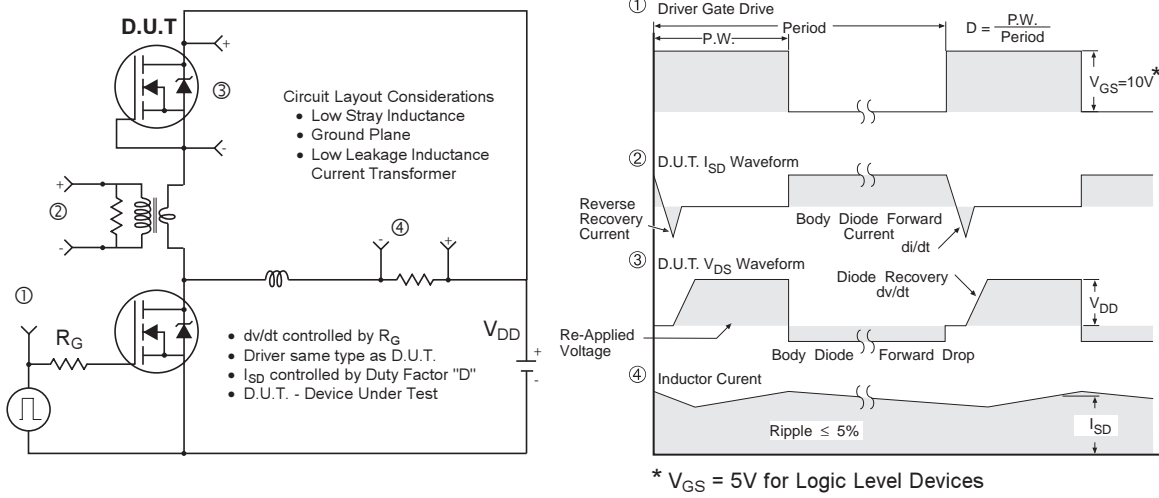 D.U.T
+
③
-
Circuit Layout Considerations
• Low Stray Inductance
• Ground Plane
• Low Leakage Inductance
Current Transformer
+
②
-
④
-
+
①
R_G
V_DD
+
-
• dv/dt controlled by R_G
• Driver same type as D.U.T.
• I_SD controlled by Duty Factor "D"
• D.U.T. - Device Under Test
① Driver Gate Drive
Period
P.W.
D = P.W.
Period
V_GS=10V*
② D.U.T. I_SD Waveform
Reverse
Recovery
Current
Body Diode Forward
Current
di/dt
③ D.U.T. V_DS Waveform
Diode Recovery
dv/dt
V_DD
Re-Applied
Voltage
Body Diode Forward Drop
④ Inductor Curent
Ripple ≤ 5%
I_SD
* V_GS = 5V for Logic Level Devices